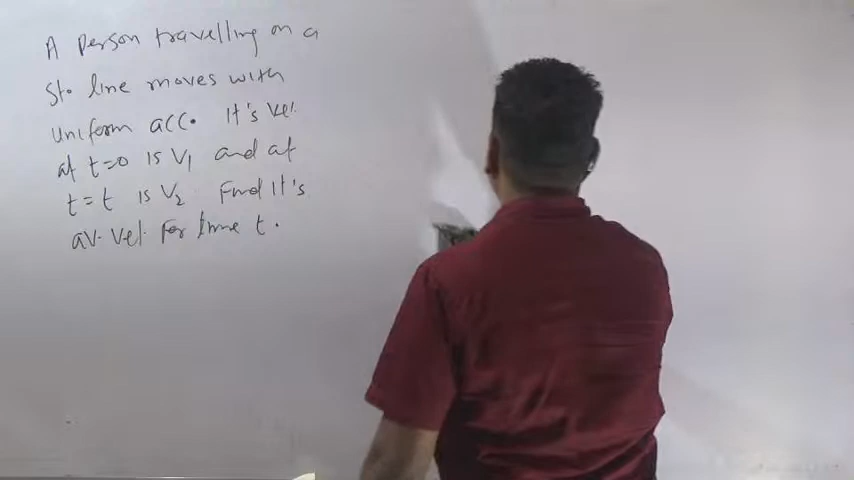 A person travelling on a
St. line moves with
uniform acc. It's vel.
at t=0 is V1 and at
t=t is V2 Find It's
av. vel. for time t.